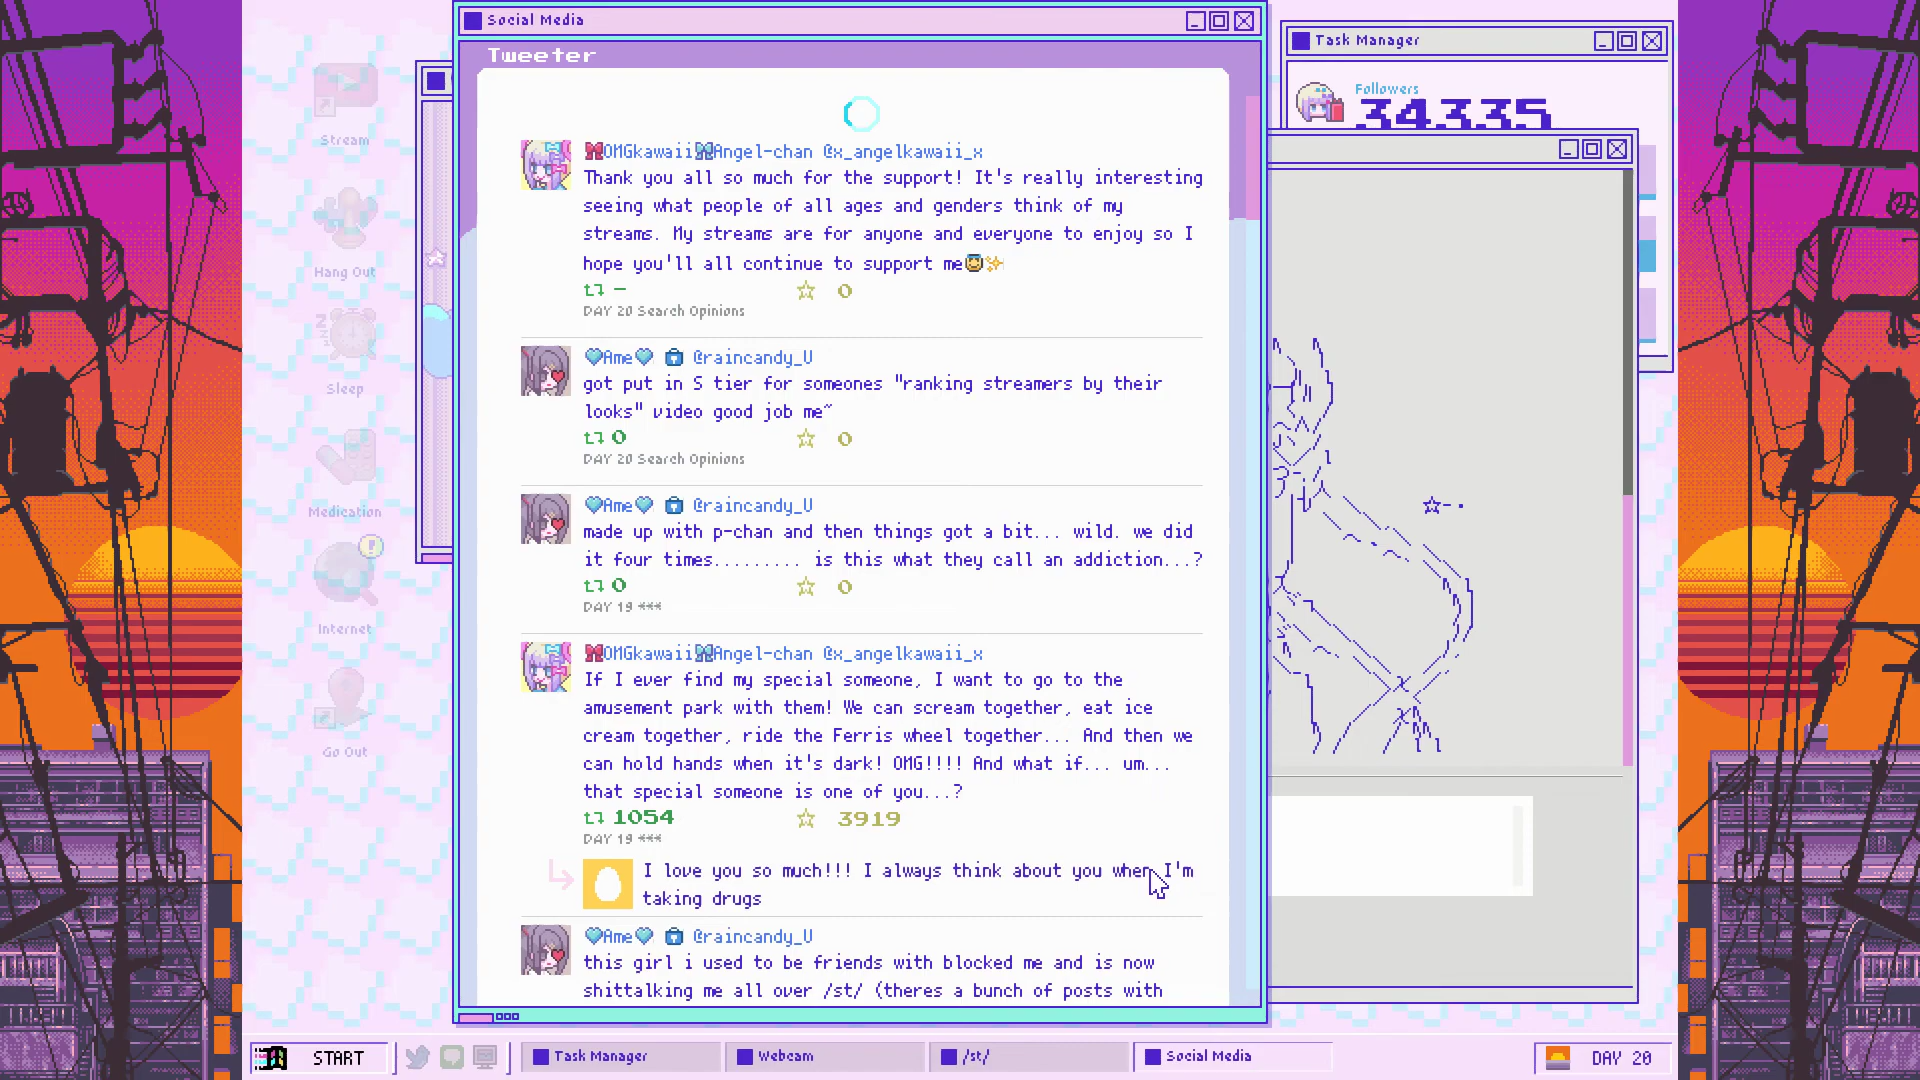 Social Media
Task Manager
Tweeter
Followers
34335
Stream
Hang Out
Sleep
Medication
Internet
Go Out
OMGkawaii Angel-chan @x_angelkawaii_x
Thank you all so much for the support! It's really interesting
seeing what people of all ages and genders think of my
streams. My streams are for anyone and everyone to enjoy so I
hope you'll all continue to support me😇✨
- 0
DAY 20 Search Opinions
Ame @raincandy_U
got put in S tier for someones "ranking streamers by their
looks" video good job me~
0 0
DAY 20 Search Opinions
Ame @raincandy_U
made up with p-chan and then things got a bit... wild. we did
it four times......... is this what they call an addiction...?
0 0
DAY 19 ***
OMGkawaii Angel-chan @x_angelkawaii_x
If I ever find my special someone, I want to go to the
amusement park with them! We can scream together, eat ice
cream together, ride the Ferris wheel together... And then we
can hold hands when it's dark! OMG!!!! And what if... um...
that special someone is one of you...?
1054 3919
DAY 19 ***
I love you so much!!! I always think about you when I'm
taking drugs
Ame @raincandy_U
this girl i used to be friends with blocked me and is now
shittalking me all over /st/ (theres a bunch of posts with
START
Task Manager
Webcam
/st/
Social Media
DAY 20